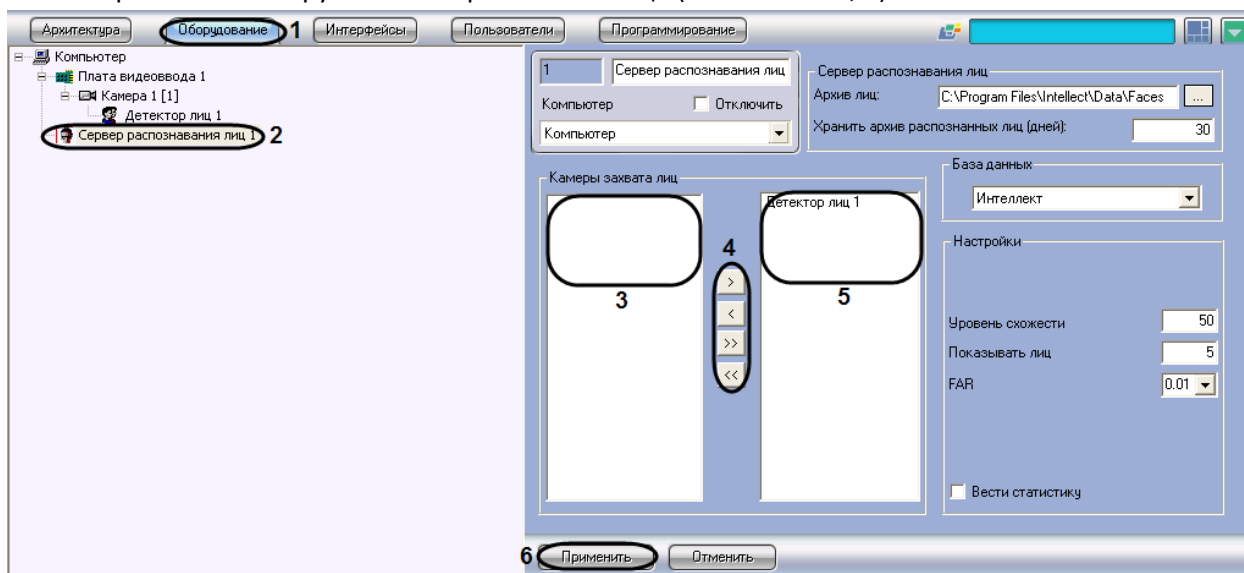 Архитектура Оборудование 1 Интерфейсы Пользователи Программирование
Компьютер
Плата видеоввода 1
Камера 1 [1]
Детектор лиц 1
Сервер распознавания лиц 1 2
1 Сервер распознавания лиц
Компьютер Отключить
Компьютер
Сервер распознавания лиц
Архив лиц: C:\Program Files\Intellect\Data\Faces ...
Хранить архив распознанных лиц (дней): 30
Камеры захвата лиц
Детектор лиц 1
3
4
>
<
>>
<<
5
База данных
Интеллект
Настройки
Уровень схожести 50
Показывать лиц 5
FAR 0.01
Вести статистику
6 Применить Отменить